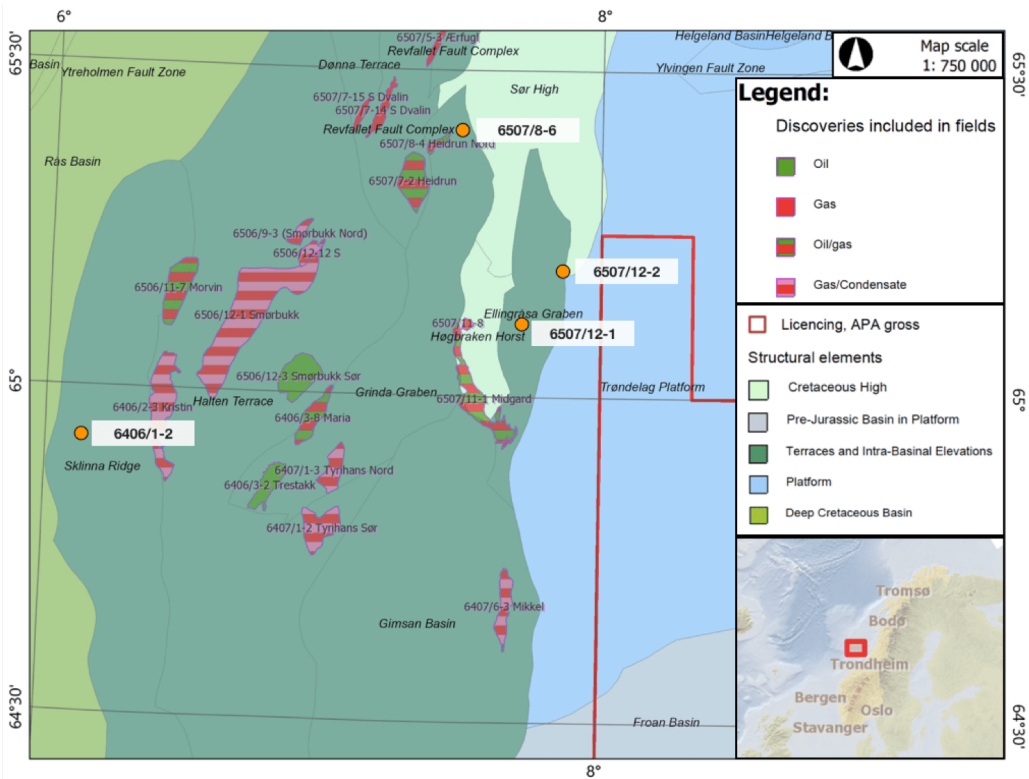 6°
8°
65°30'
65°30'
6507/5-3 Ærfugl
Revfallet Fault Complex
Helgeland Basin
Helgeland B
Map scale
1: 750 000
Basin
Ytreholmen Fault Zone
Dønna Terrace
Ylvingen Fault Zone
Sør High
6507/7-15 S Dvalin
6507/7-14 S Dvalin
Revfallet Fault Complex
6507/8-6
6507/8-4 Heidrun Nord
Rås Basin
6507/7-2 Heidrun
6506/9-3 (Smørbukk Nord)
6506/12-12 S
6507/12-2
6506/11-7 Morvin
6506/12-1 Smørbukk
Ellingråsa Graben
6507/11-8
Høgbraken Horst
6507/12-1
65°
65°
6506/12-3 Smørbukk Sør
Trøndelag Platform
Grinda Graben
Halten Terrace
6507/11-1 Midgard
6406/2-3 Kristin
6406/3-8 Maria
6406/1-2
Sklinna Ridge
6407/1-3 Tyrihans Nord
6406/3-2 Trestakk
6407/1-2 Tyrihans Sør
6407/6-3 Mikkel
Gimsan Basin
64°30'
64°30'
Froan Basin
8°
Legend:
Discoveries included in fields
Oil
Gas
Oil/gas
Gas/Condensate
Licencing, APA gross
Structural elements
Cretaceous High
Pre-Jurassic Basin in Platform
Terraces and Intra-Basinal Elevations
Platform
Deep Cretaceous Basin
Tromsø
Bodø
Trondheim
Bergen
Oslo
Stavanger